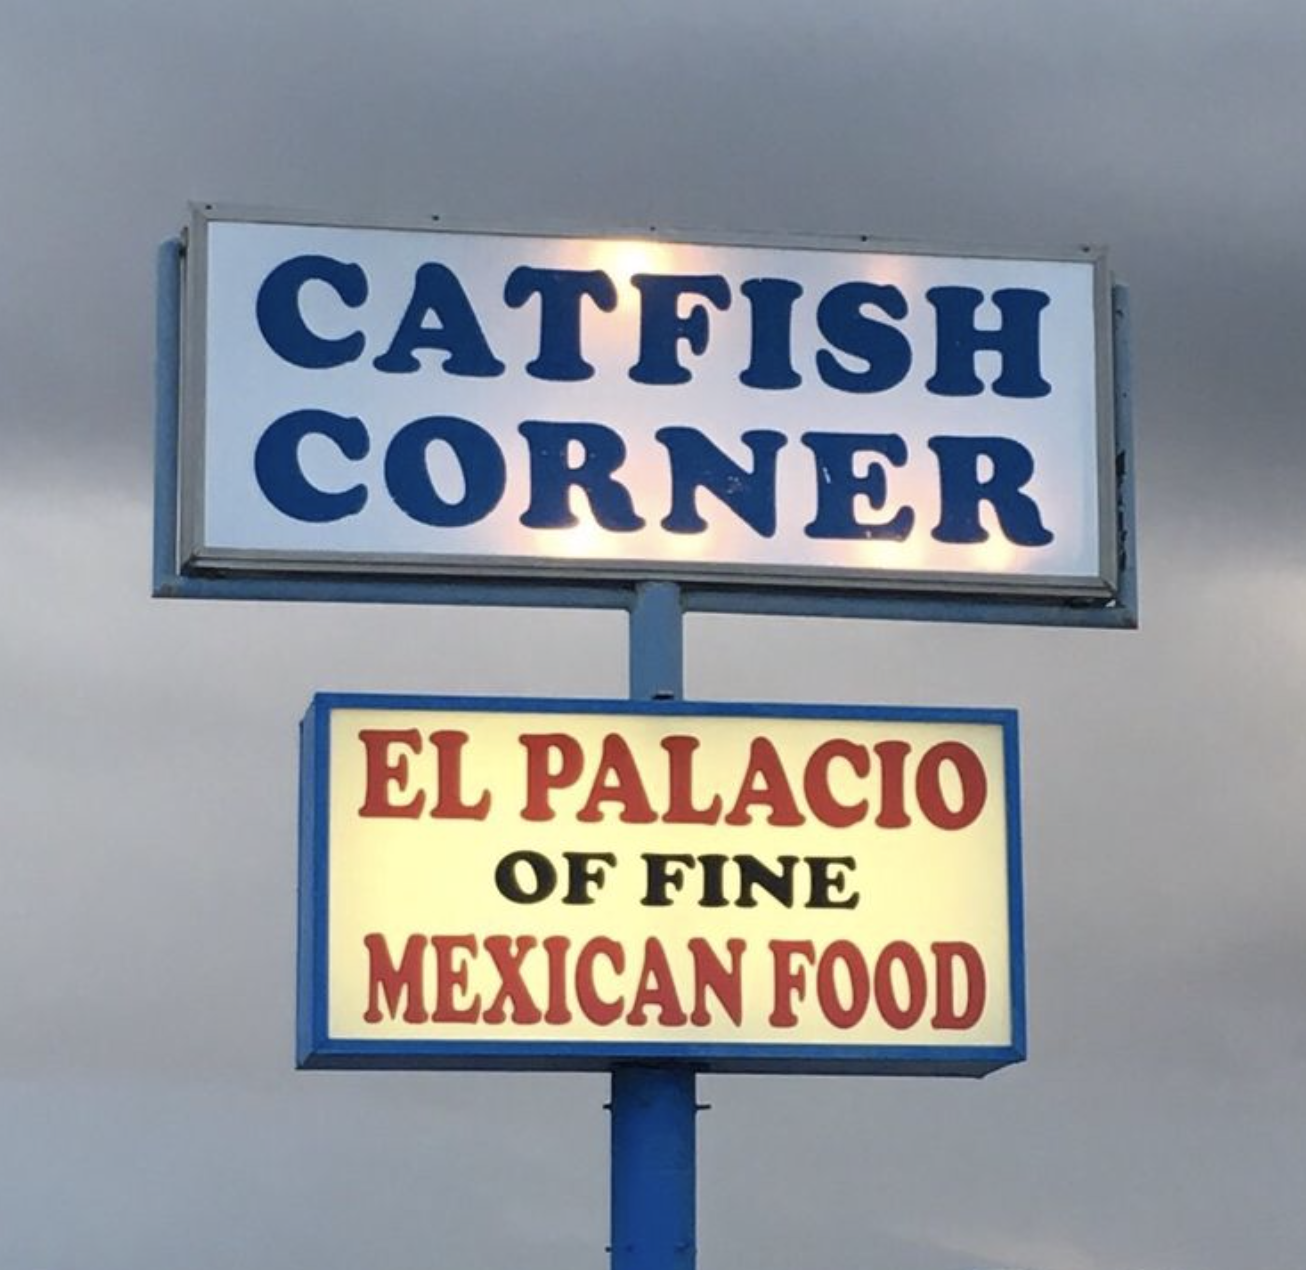 CATFISH
CORNER
EL PALACIO
OF FINE
MEXICAN FOOD